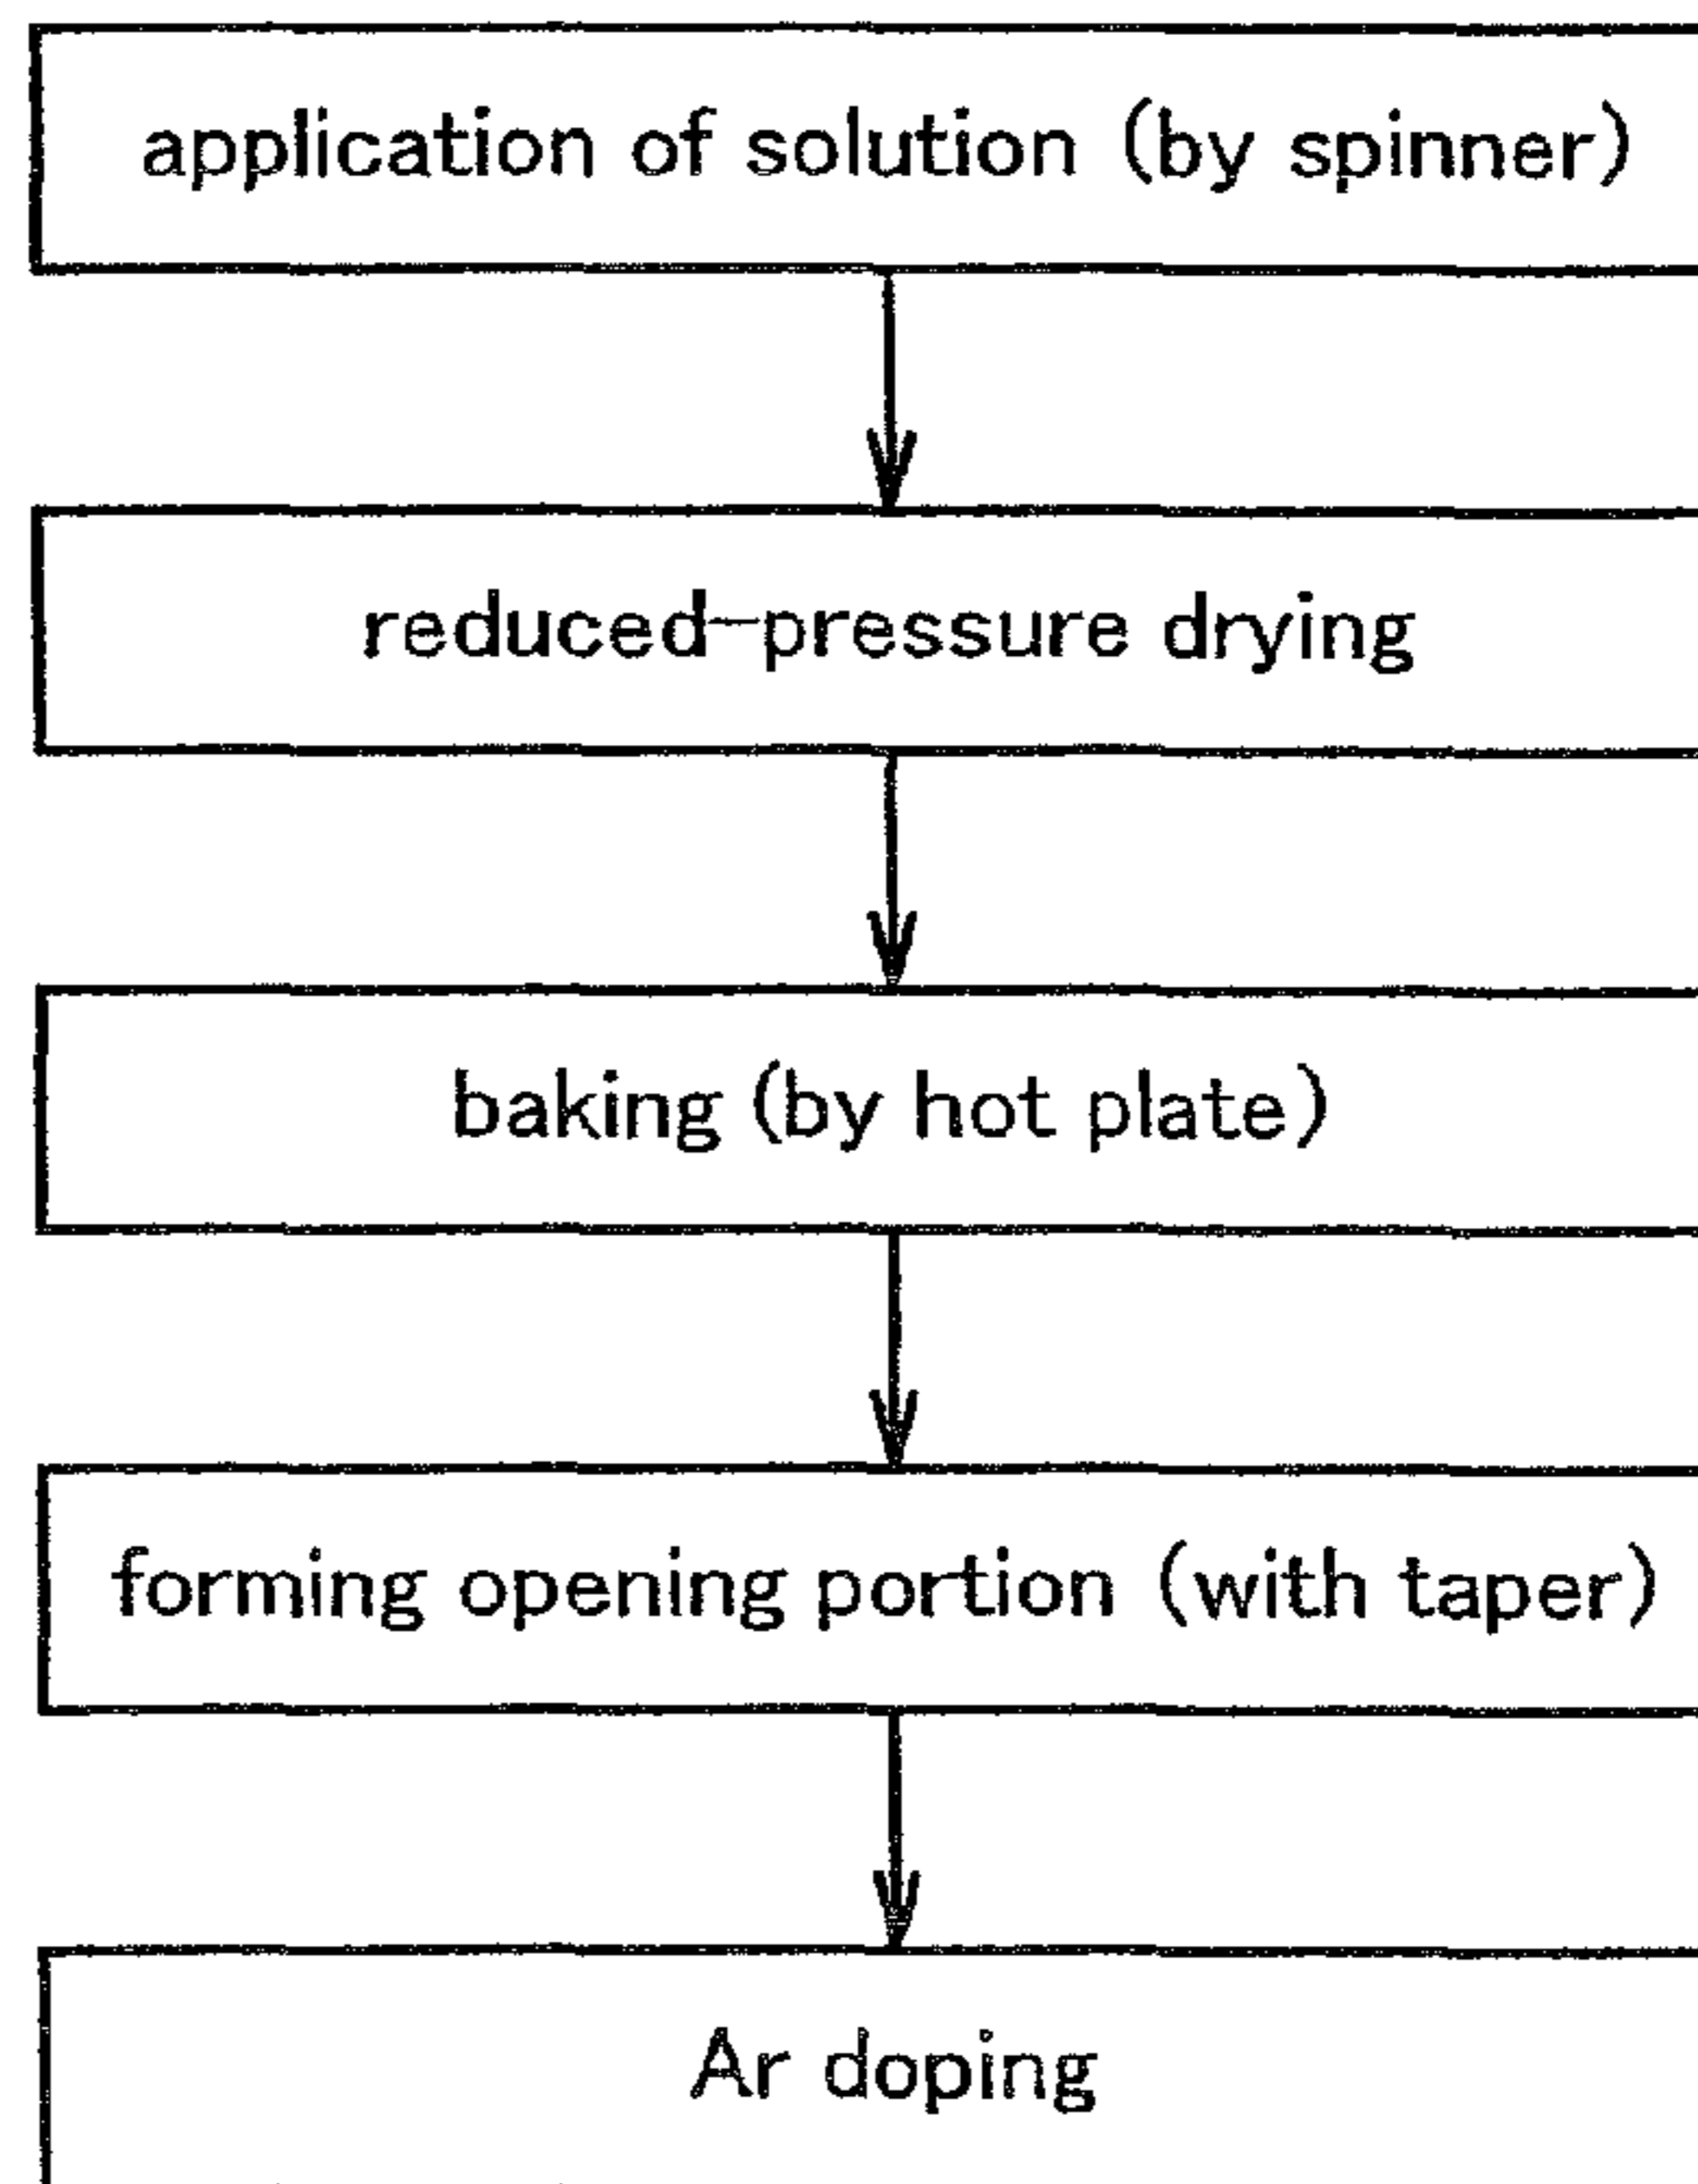 application of solution (by spinner)
reduced-pressure drying
baking (by hot plate)
forming opening portion (with taper)
Ar doping